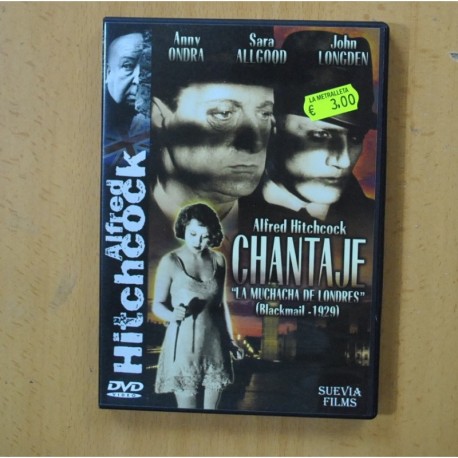 Anny
ONDRA
Sara
ALLGOOD
John
LONGDEN
LA METRALLETA
€ 3,00
Alfred
Hitchcock
Alfred Hitchcock
CHANTAJE
"LA MUCHACHA DE LONDRES"
(Blackmail -1929)
DVD
VIDEO
SUEVIA
FILMS